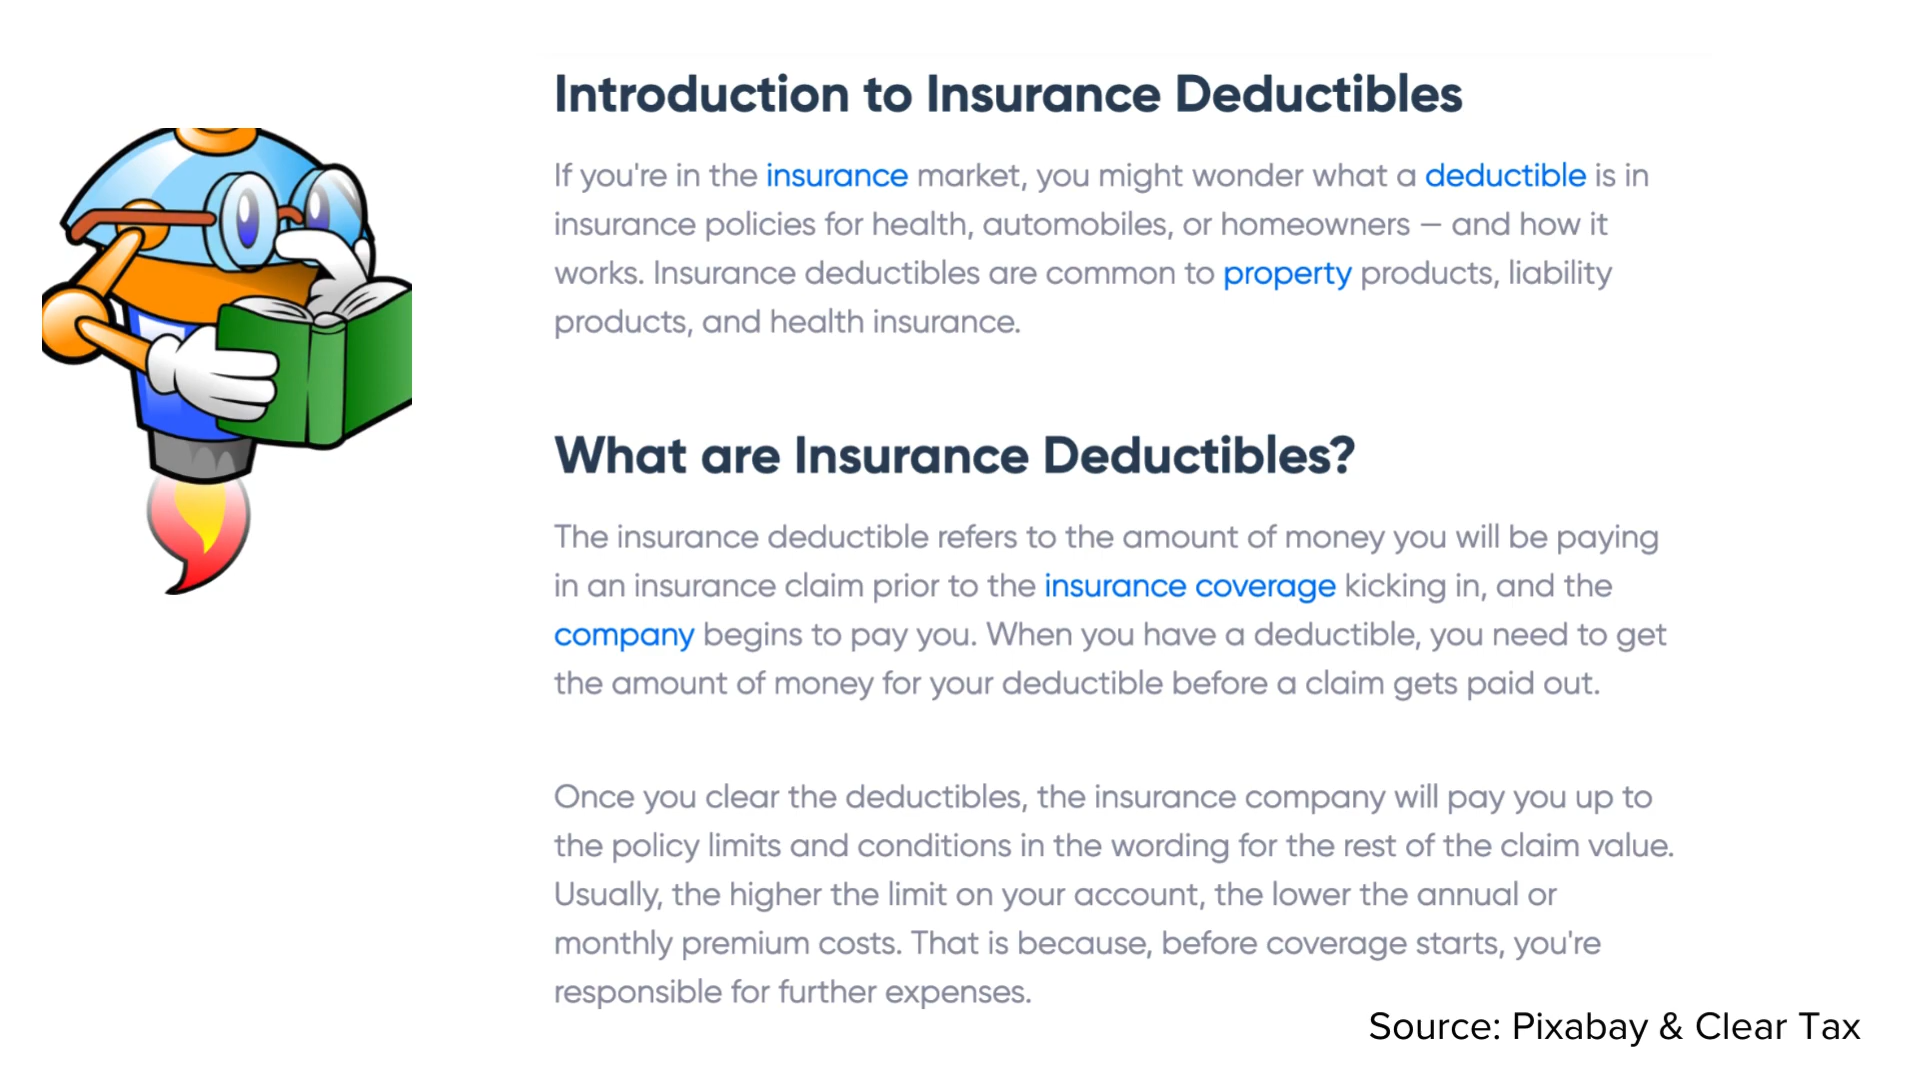 Introduction to Insurance Deductibles
If you're in the insurance market, you might wonder what a deductible is in
insurance policies for health, automobiles, or homeowners — and how it
works. Insurance deductibles are common to property products, liability
products, and health insurance.
What are Insurance Deductibles?
The insurance deductible refers to the amount of money you will be paying
in an insurance claim prior to the insurance coverage kicking in, and the
company begins to pay you. When you have a deductible, you need to get
the amount of money for your deductible before a claim gets paid out.
Once you clear the deductibles, the insurance company will pay you up to
the policy limits and conditions in the wording for the rest of the claim value.
Usually, the higher the limit on your account, the lower the annual or
monthly premium costs. That is because, before coverage starts, you're
responsible for further expenses.
Source: Pixabay & Clear Tax